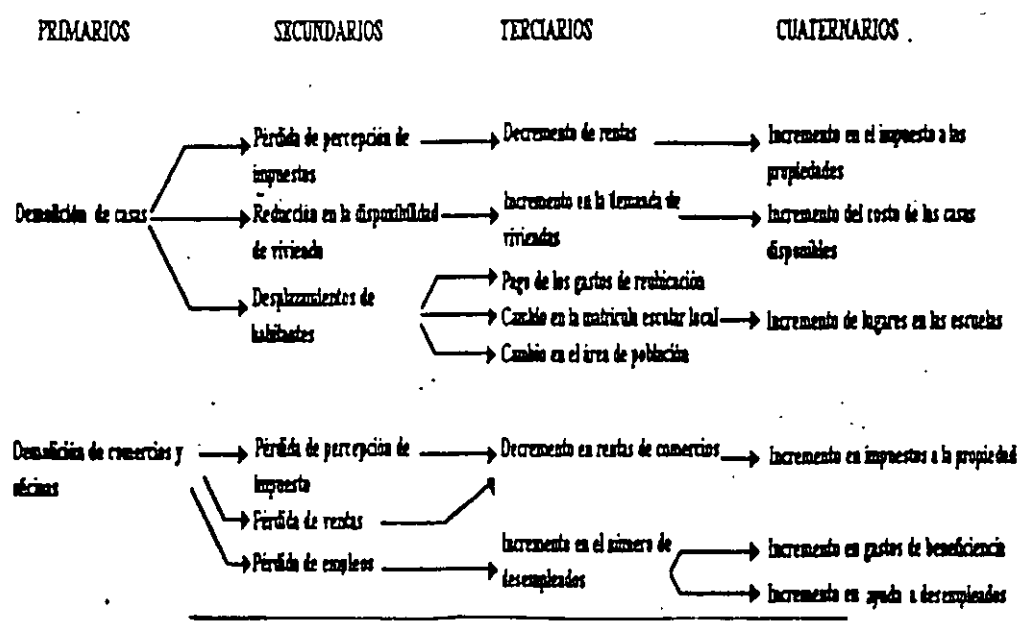 PRIMARIOS SECUNDARIOS TERCIARIOS CUATERNARIOS
Demolición de casas
Pérdida de percepción de
impuestos
Decremento de rentas
Incremento en el impuesto a las
propiedades
Reducción en la disponibilidad
de vivienda
Incremento en la demanda de
viviendas
Incremento del costo de las casas
disponibles
Desplazamientos de
habitantes
Pago de los gastos de reubicación
Cambio en la matrícula escolar local
Incremento de lugares en las escuelas
Cambio en el área de población
Demolición de comercios y
oficinas
Pérdida de percepción de
impuesto
Decremento en rentas de comercios
Incremento en impuestos a la propiedad
Pérdida de rentas
Pérdida de empleos
Incremento en el número de
desempleados
Incremento en gastos de beneficiencia
Incremento en ayuda a desempleados